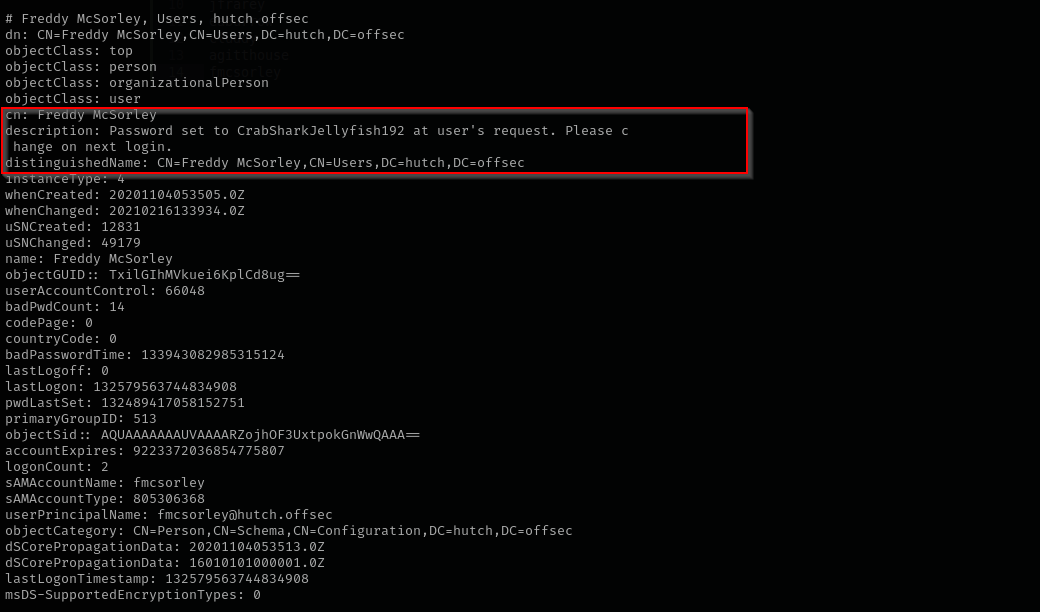 # Freddy McSorley, Users, hutch.offsec
dn: CN=Freddy McSorley,CN=Users,DC=hutch,DC=offsec
objectClass: top
objectClass: person
objectClass: organizationalPerson
objectClass: user
cn: Freddy McSorley
description: Password set to CrabSharkJellyfish192 at user's request. Please c
 hange on next login.
distinguishedName: CN=Freddy McSorley,CN=Users,DC=hutch,DC=offsec
instanceType: 4
whenCreated: 20201104053505.0Z
whenChanged: 20210216133934.0Z
uSNCreated: 12831
uSNChanged: 49179
name: Freddy McSorley
objectGUID:: TxilGIhMVkuei6KplCd8ug==
userAccountControl: 66048
badPwdCount: 14
codePage: 0
countryCode: 0
badPasswordTime: 133943082985315124
lastLogoff: 0
lastLogon: 132579563744834908
pwdLastSet: 132489417058152751
primaryGroupID: 513
objectSid:: AQUAAAAAAAUVAAAARZojhOF3UxtpokGnWwQAAA==
accountExpires: 9223372036854775807
logonCount: 2
sAMAccountName: fmcsorley
sAMAccountType: 805306368
userPrincipalName: fmcsorley@hutch.offsec
objectCategory: CN=Person,CN=Schema,CN=Configuration,DC=hutch,DC=offsec
dSCorePropagationData: 20201104053513.0Z
dSCorePropagationData: 16010101000001.0Z
lastLogonTimestamp: 132579563744834908
msDS-SupportedEncryptionTypes: 0